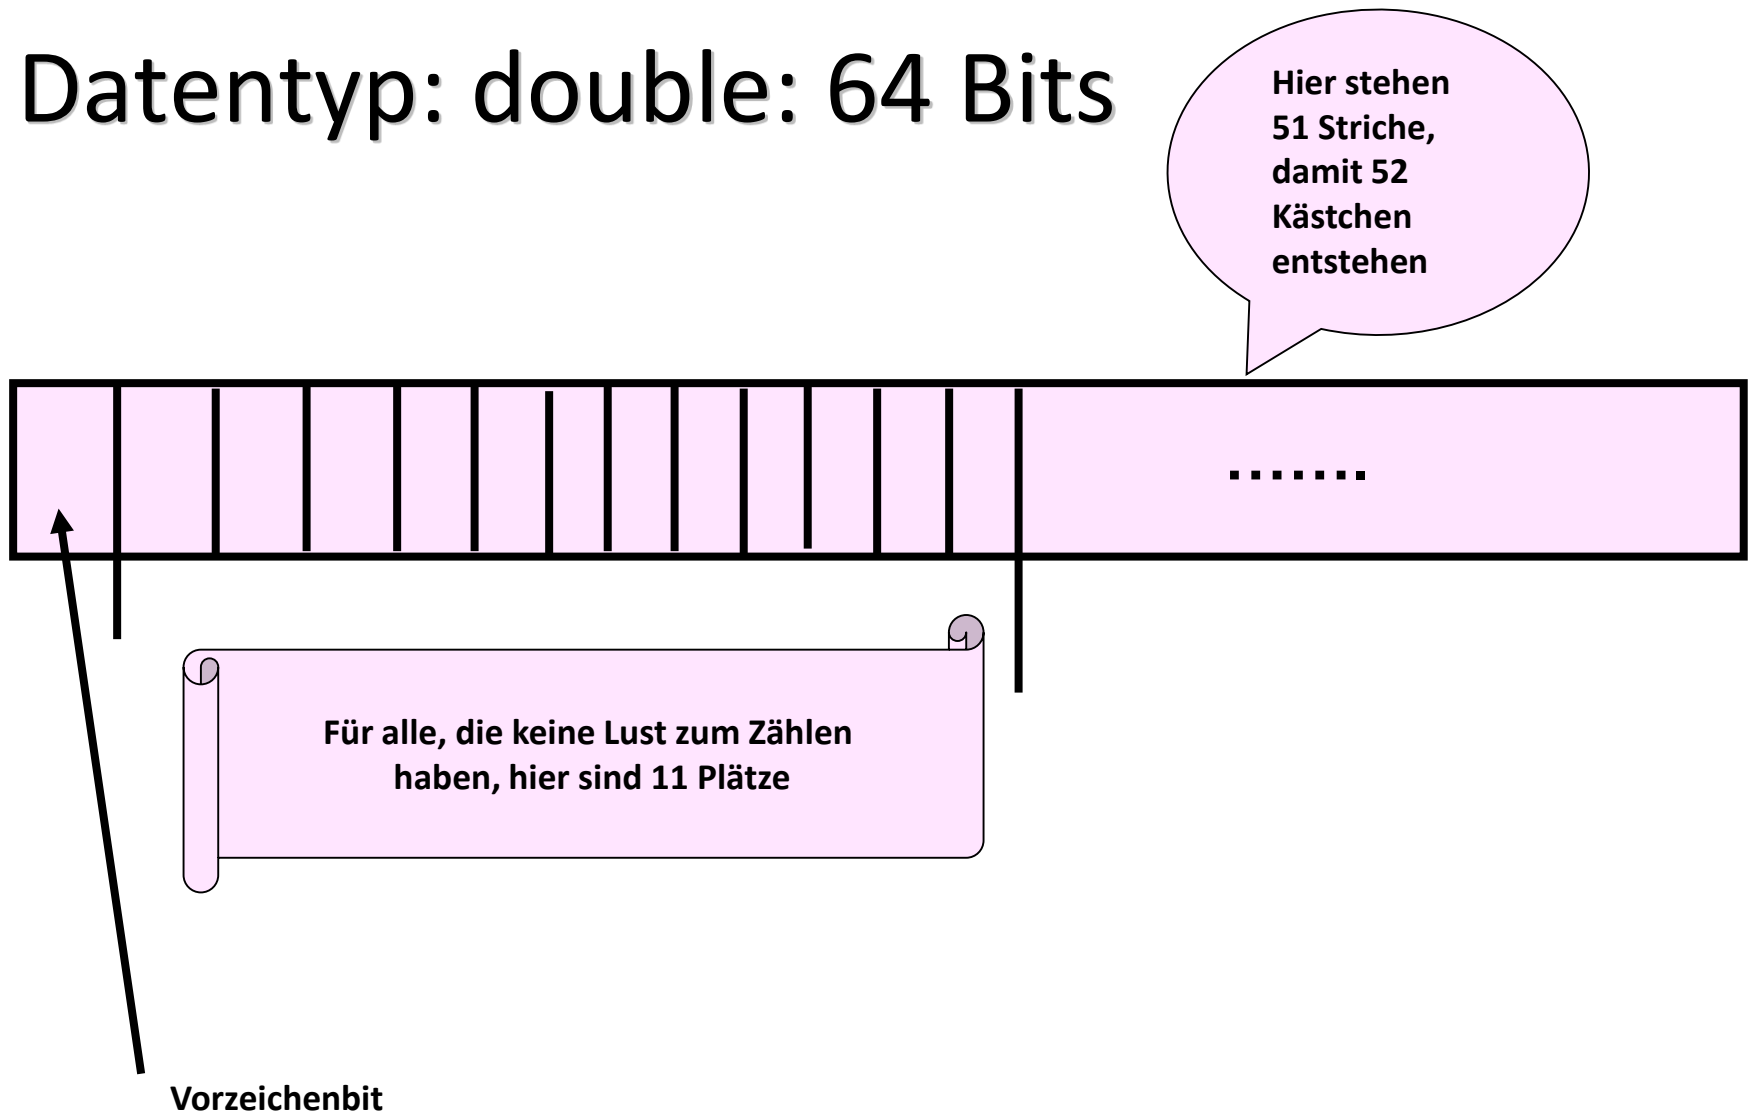 Datentyp: double: 64 Bits
Hier stehen
51 Striche,
damit 52
Kästchen
entstehen
.......
Für alle, die keine Lust zum Zählen
haben, hier sind 11 Plätze
Vorzeichenbit